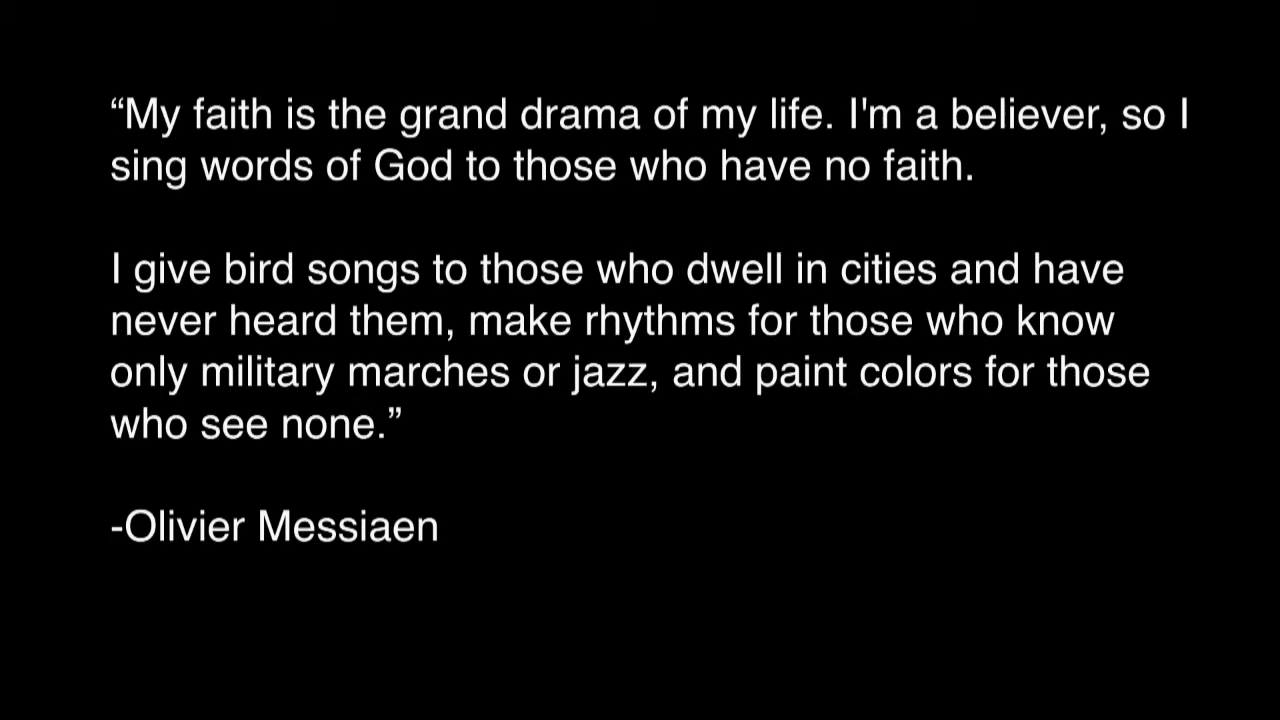 “My faith is the grand drama of my life. I'm a believer, so I
sing words of God to those who have no faith.
I give bird songs to those who dwell in cities and have
never heard them, make rhythms for those who know
only military marches or jazz, and paint colors for those
who see none.”
-Olivier Messiaen